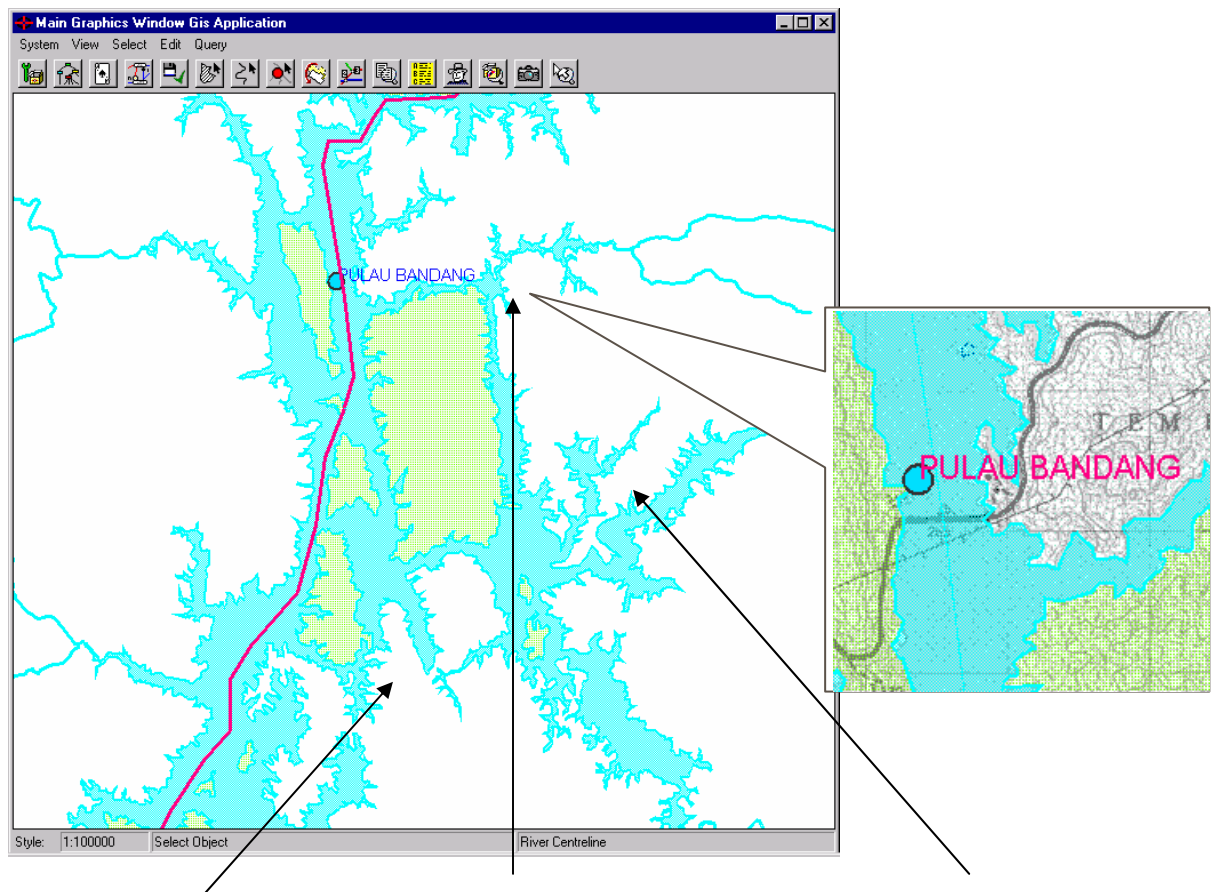 Main Graphics Window Gis Application
System View Select Edit Query
PULAU BANDANG
T E M
PULAU BANDANG
Style: 1:100000 Select Object River Centreline